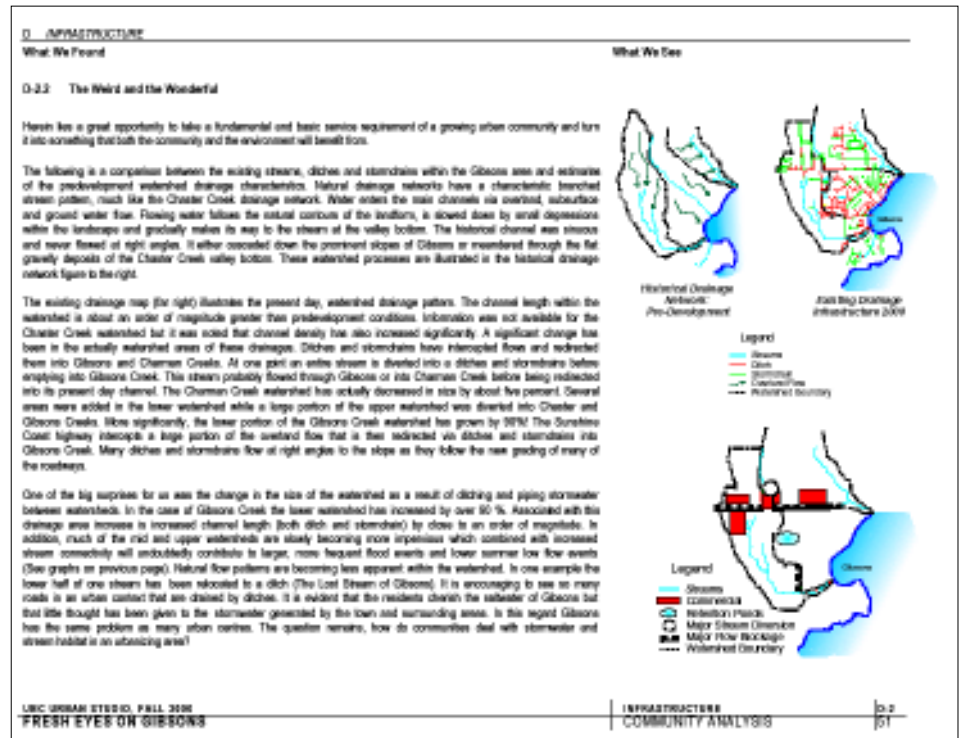 D INFRASTRUCTURE
What We Found
What We See
D-2.2 The Weird and the Wonderful
Herein lies a great opportunity to take a fundamental and basic service requirement of a growing urban community and turn
it into something that both the community and the environment will benefit from.
The following is a comparison between the existing streams, ditches and stormdrains within the Gibsons area and estimates
of the predevelopment watershed drainage characteristics. Natural drainage networks have a characteristic branched
stream pattern, much like the Chaster Creek drainage network. Water enters the main channels via overland, subsurface
and ground water flow. Flowing water follows the natural contours of the landform, is slowed down by small depressions
within the landscape and gradually makes its way to the stream at the valley bottom. The historical channel was sinuous
and never flowed at right angles. It either cascaded down the prominent slopes of Gibsons or meandered through the flat
gravelly deposits of the Chaster Creek valley bottom. These watershed processes are illustrated in the historical drainage
network figure to the right.
The existing drainage map (far right) illustrates the present day, watershed drainage pattern. The channel length within the
watershed is about an order of magnitude greater than predevelopment conditions. Information was not available for the
Chaster Creek watershed but it was noted that channel density has also increased significantly. A significant change has
been in the actually watershed areas of these drainages. Ditches and stormdrains have intercepted flows and redirected
them into Gibsons and Charman Creeks. At one point an entire stream is diverted into a ditches and stormdrains before
emptying into Gibsons Creek. This stream probably flowed through Gibsons or into Charman Creek before being redirected
into its present day channel. The Charman Creek watershed has actually decreased in size by about five percent. Several
areas were added in the lower watershed while a large portion of the upper watershed was diverted into Chaster and
Gibsons Creeks. More significantly, the lower portion of the Gibsons Creek watershed has grown by 90%! The Sunshine
Coast highway intercepts a large portion of the overland flow that is then redirected via ditches and stormdrains into
Gibsons Creek. Many ditches and stormdrains flow at right angles to the slope as they follow the new grading of many of
the roadways.
One of the big surprises for us was the change in the size of the watershed as a result of ditching and piping stormwater
between watersheds. In the case of Gibsons Creek the lower watershed has increased by over 90 %. Associated with this
drainage area increase is increased channel length (both ditch and stormdrain) by close to an order of magnitude. In
addition, much of the mid and upper watersheds are slowly becoming more impervious which combined with increased
stream connectivity will undoubtedly contribute to larger, more frequent flood events and lower summer low flow events
(See graphs on previous page). Natural flow patterns are becoming less apparent within the watershed. In one example the
lower half of one stream has been relocated to a ditch (The Lost Stream of Gibsons). It is encouraging to see so many
roads in an urban context that are drained by ditches. It is evident that the residents cherish the saltwater of Gibsons but
that little thought has been given to the stormwater generated by the town and surrounding areas. In this regard Gibsons
has the same problem as many urban centres. The question remains, how do communities deal with stormwater and
stream habitat in an urbanizing area?
Gibsons
Historical Drainage
Network:
Pre-Development
Existing Drainage
Infrastructure 2000
Legend
Streams
Ditch
Stormdrain
Overland Flow
Watershed Boundary
Gibsons
Legend
Streams
Commercial
Retention Ponds
Major Stream Diversion
Major Flow Blockage
Watershed Boundary
UBC URBAN STUDIO, FALL 2000
FRESH EYES ON GIBSONS
INFRASTRUCTURE
COMMUNITY ANALYSIS
D-2
51